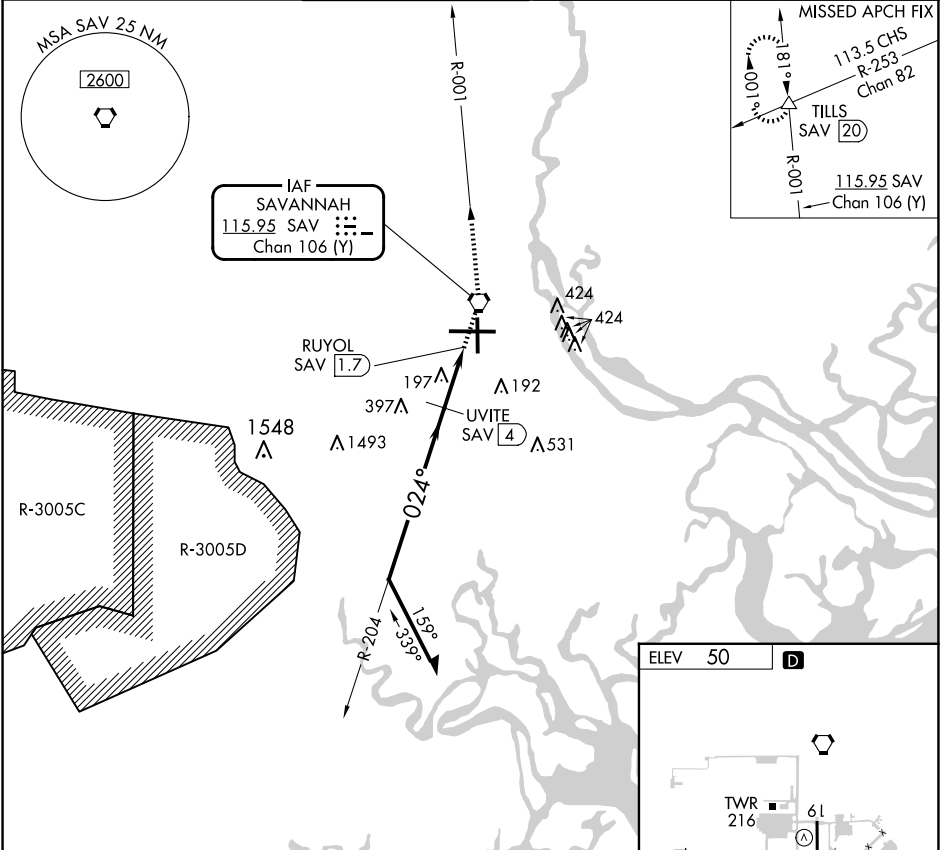 MSA SAV 25 NM
2600
R-001
MISSED APCH FIX
113.5 CHS
R-253
Chan 82
181°
001°
TILLS
SAV 20
R-001
115.95 SAV
Chan 106 (Y)
IAF
SAVANNAH
115.95 SAV
Chan 106 (Y)
424
424
RUYOL
SAV 1.7
197
192
397
UVITE
SAV 4
1548
1493
531
024°
R-3005C
R-3005D
159°
339°
R-204
ELEV 50
D
TWR
216
19
A